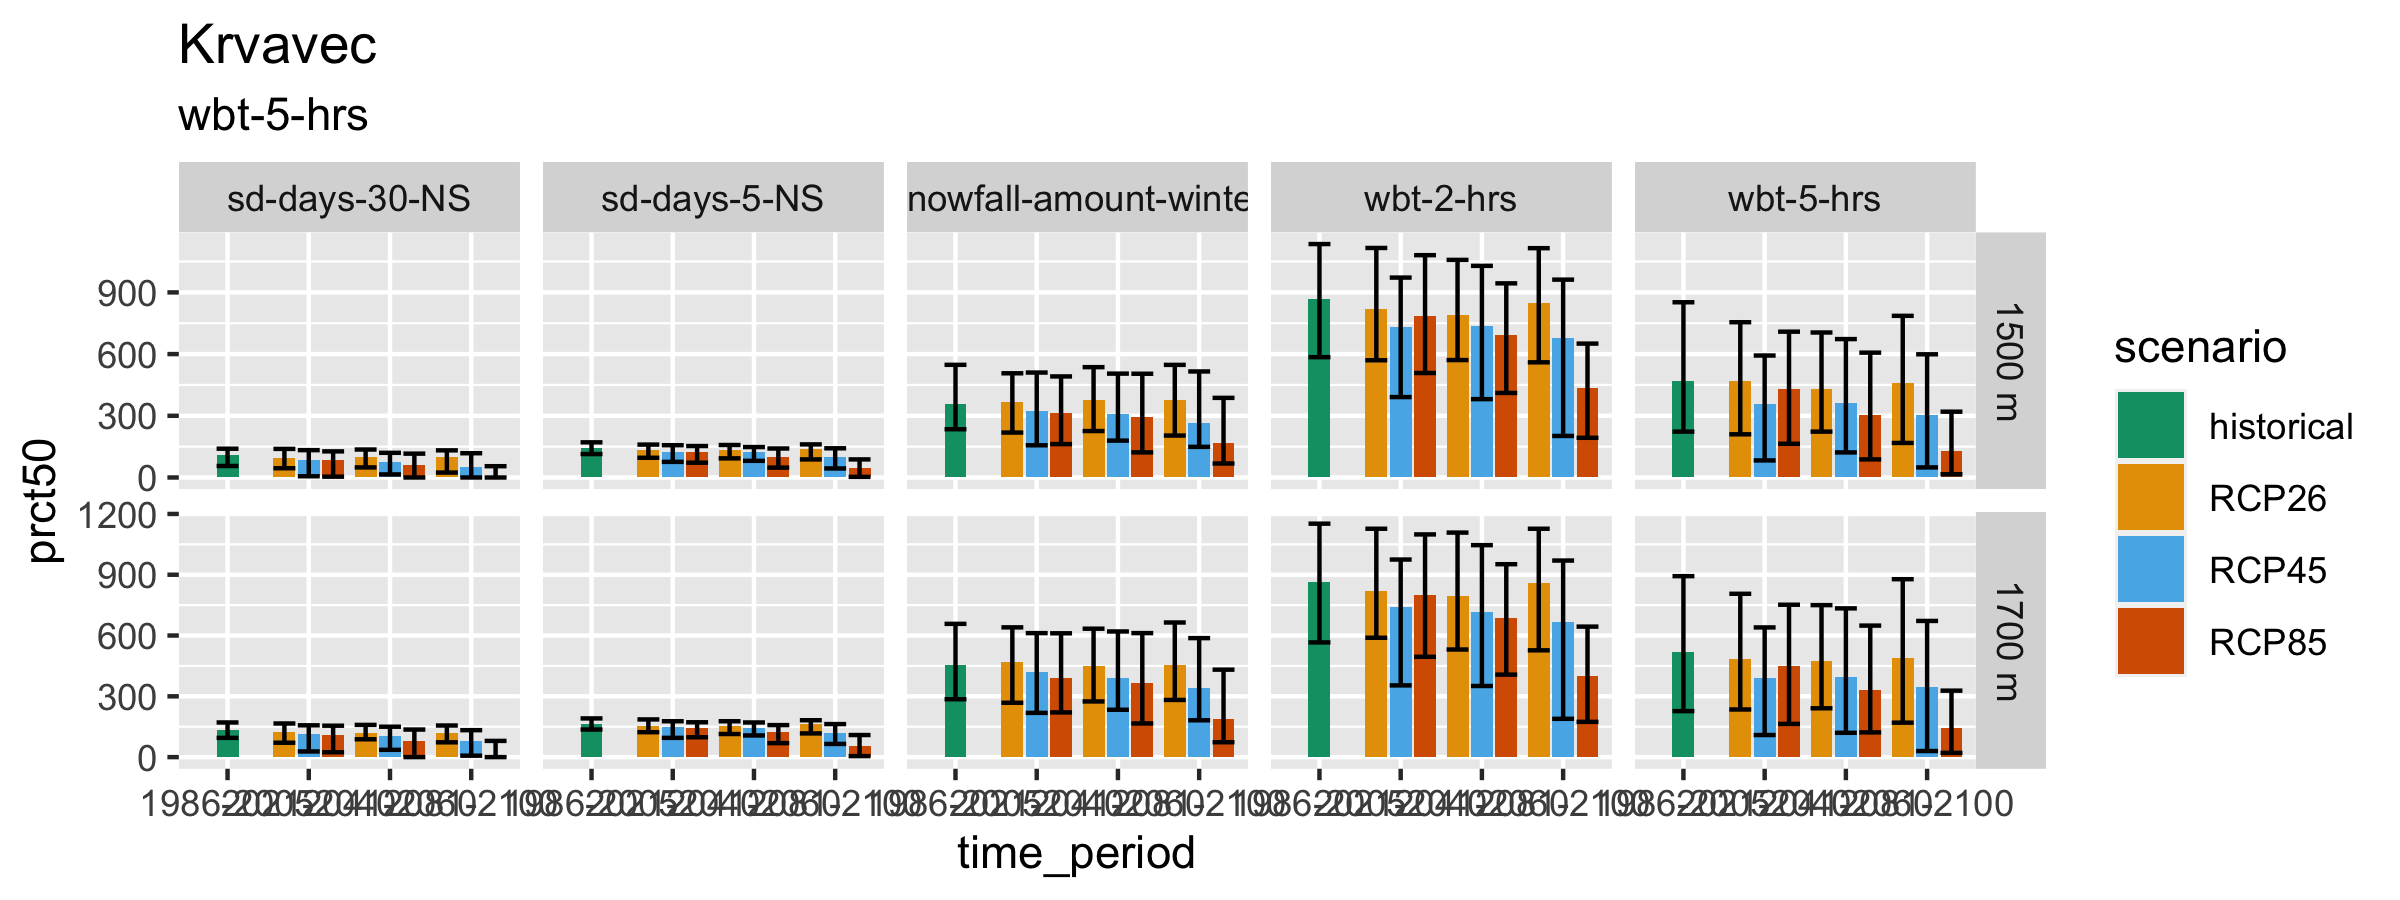 Krvavec
wbt-5-hrs
sd-days-30-NS
sd-days-5-NS
nowfall-amount-winte
wbt-2-hrs
wbt-5-hrs
900
600
300
0
1500 m
1200
900
600
300
0
1700 m
prct50
time_period
scenario
historical
RCP26
RCP45
RCP85